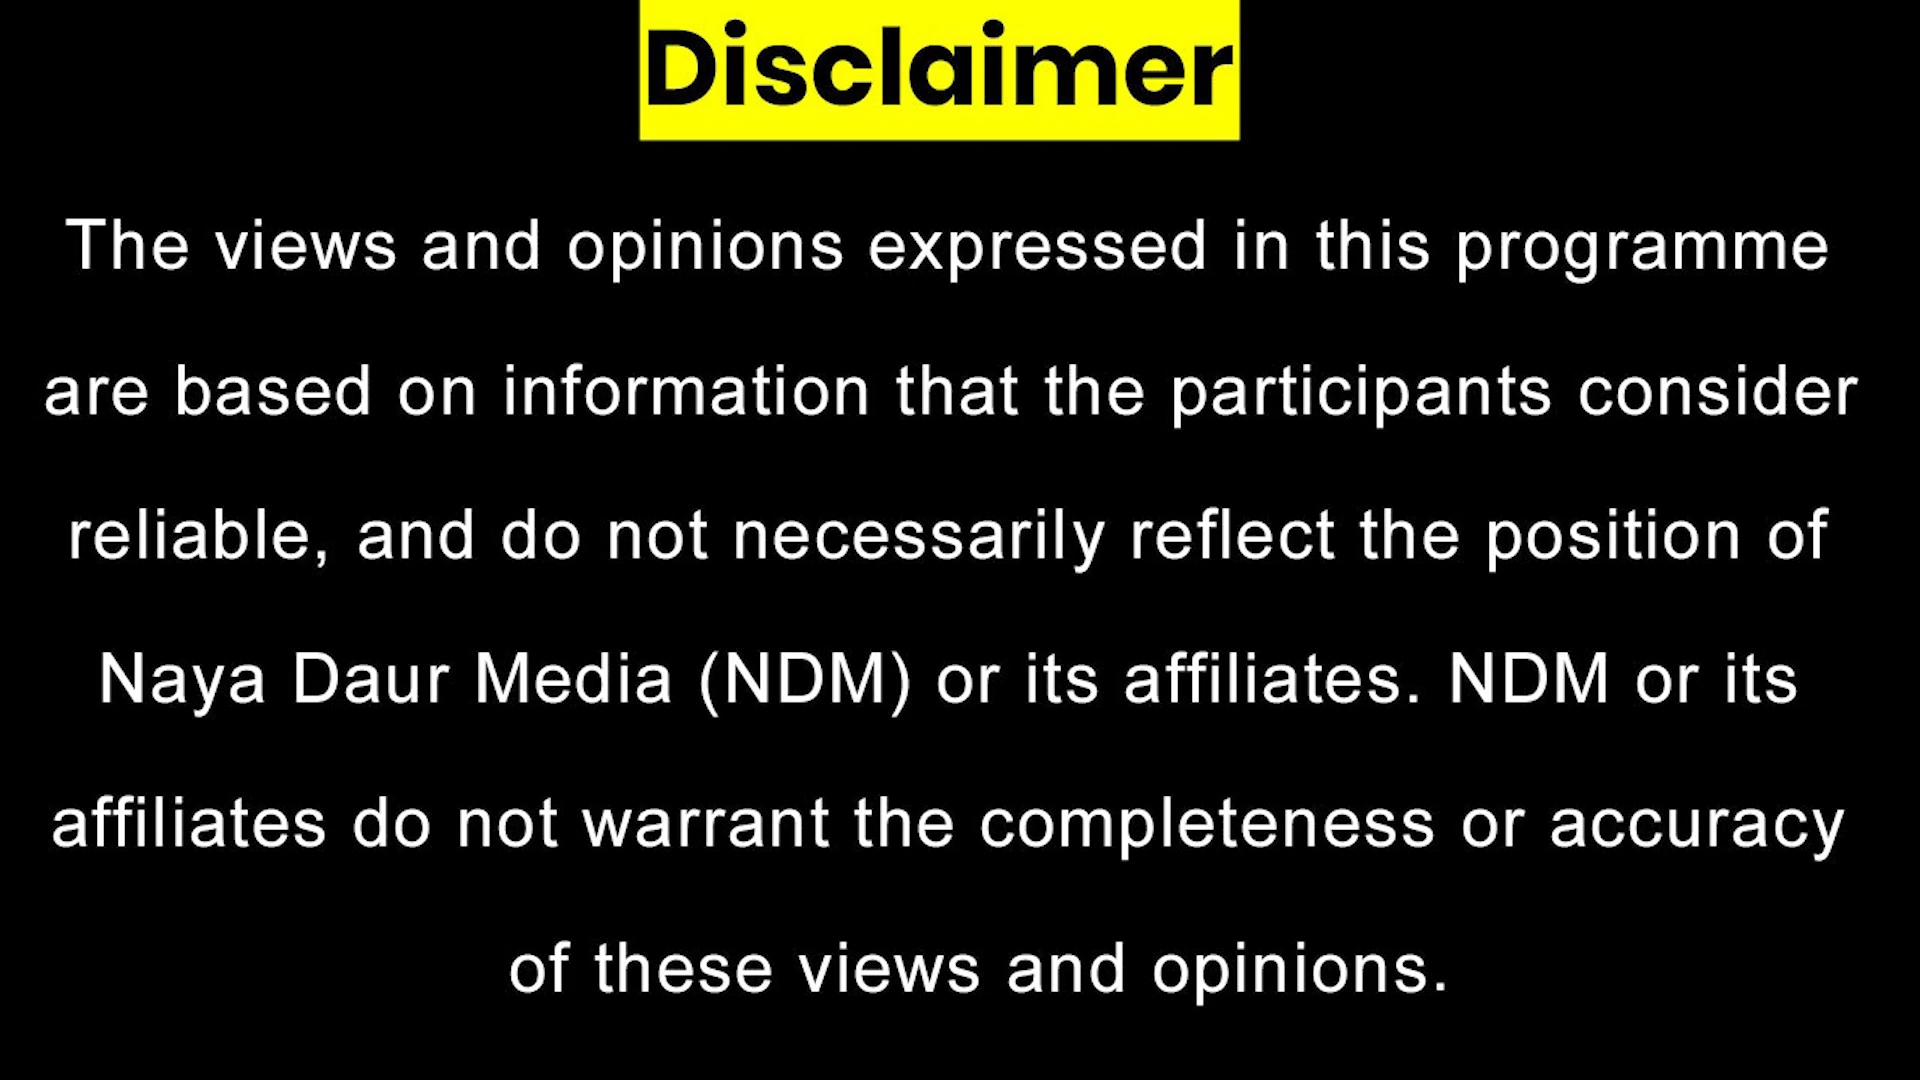 Disclaimer
The views and opinions expressed in this programme
are based on information that the participants consider
reliable, and do not necessarily reflect the position of
Naya Daur Media (NDM) or its affiliates. NDM or its
affiliates do not warrant the completeness or accuracy
of these views and opinions.